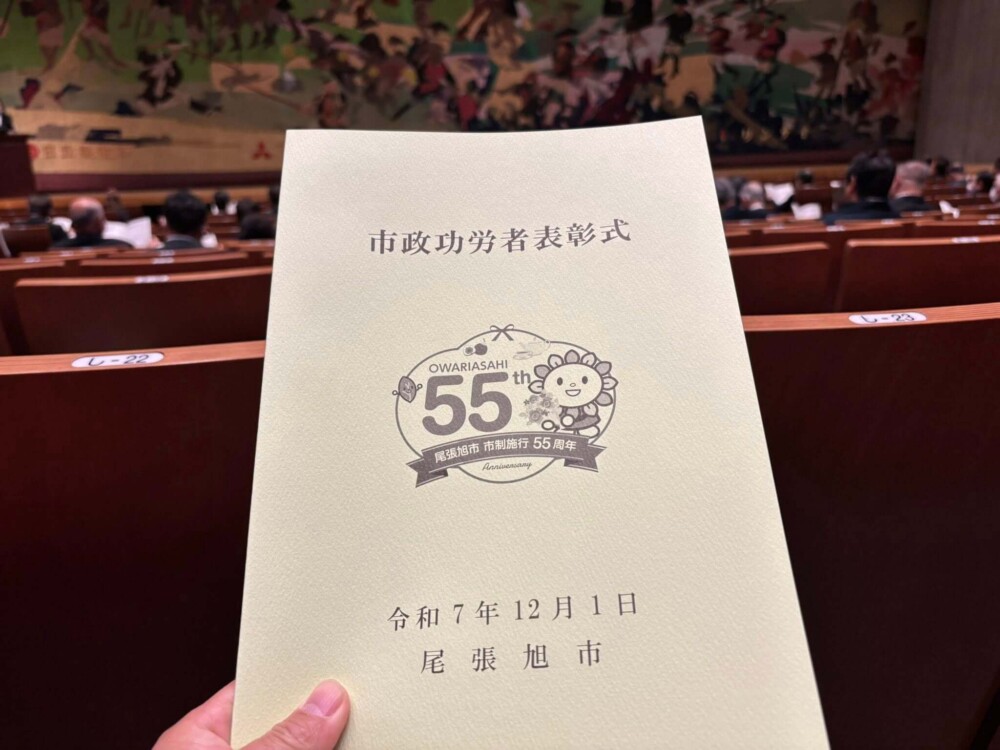 市政功労者表彰式
OWARIASAHI
55th
尾張旭市 市制施行 55周年
Anniversary
令和7年12月1日
尾張旭市
し-22
し-23